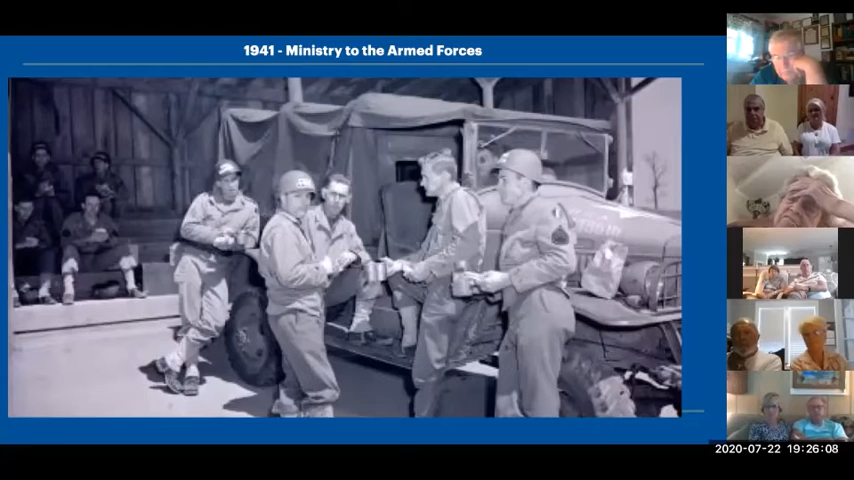 1941 - Ministry to the Armed Forces
2020-07-22 19:26:08